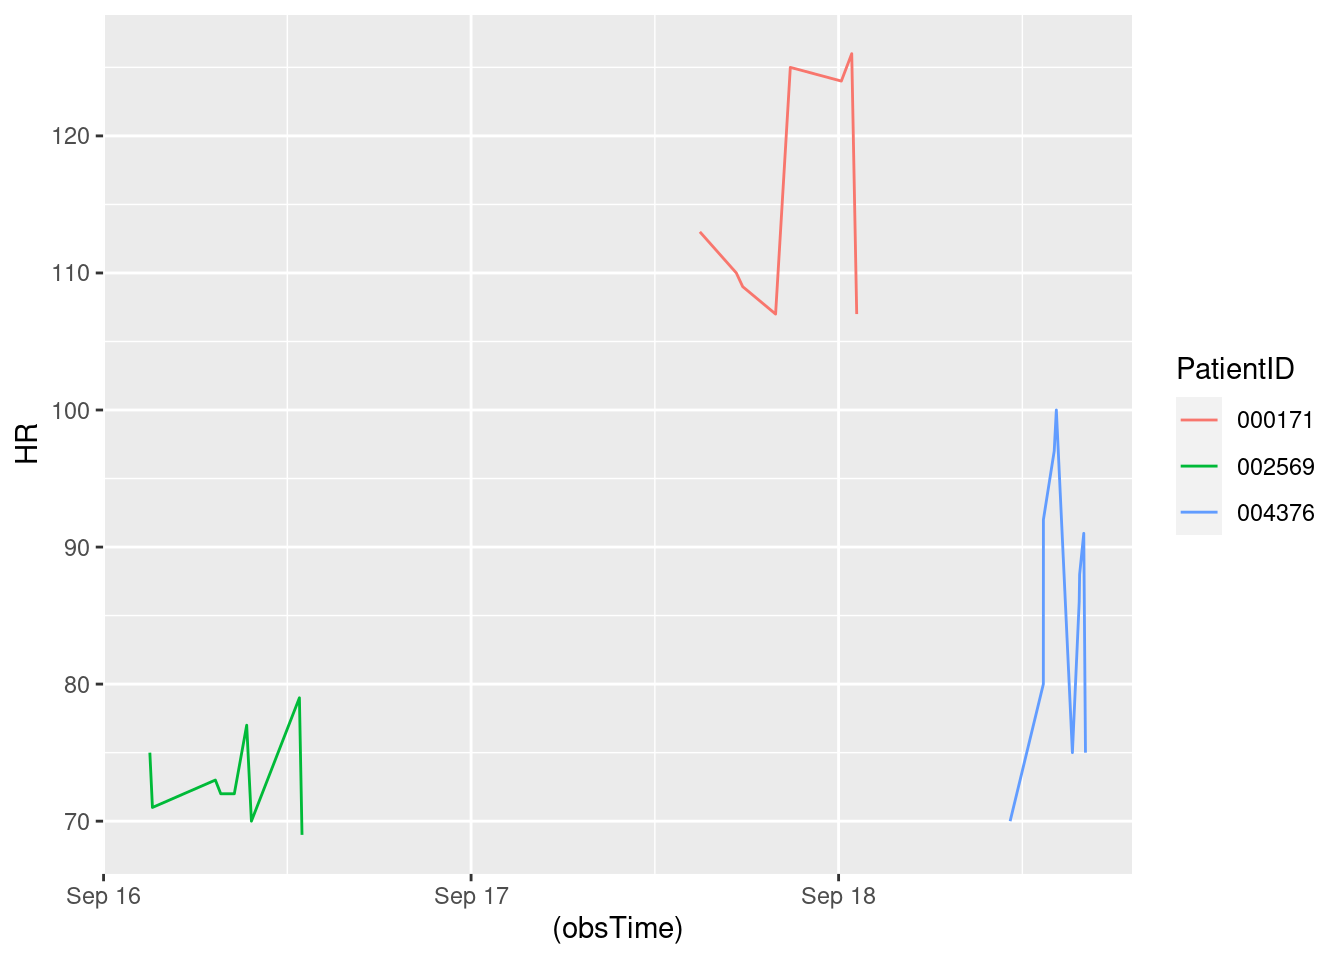 120
110
100
90
80
70
HR
Sep 16
Sep 17
Sep 18
(obsTime)
PatientID
000171
002569
004376